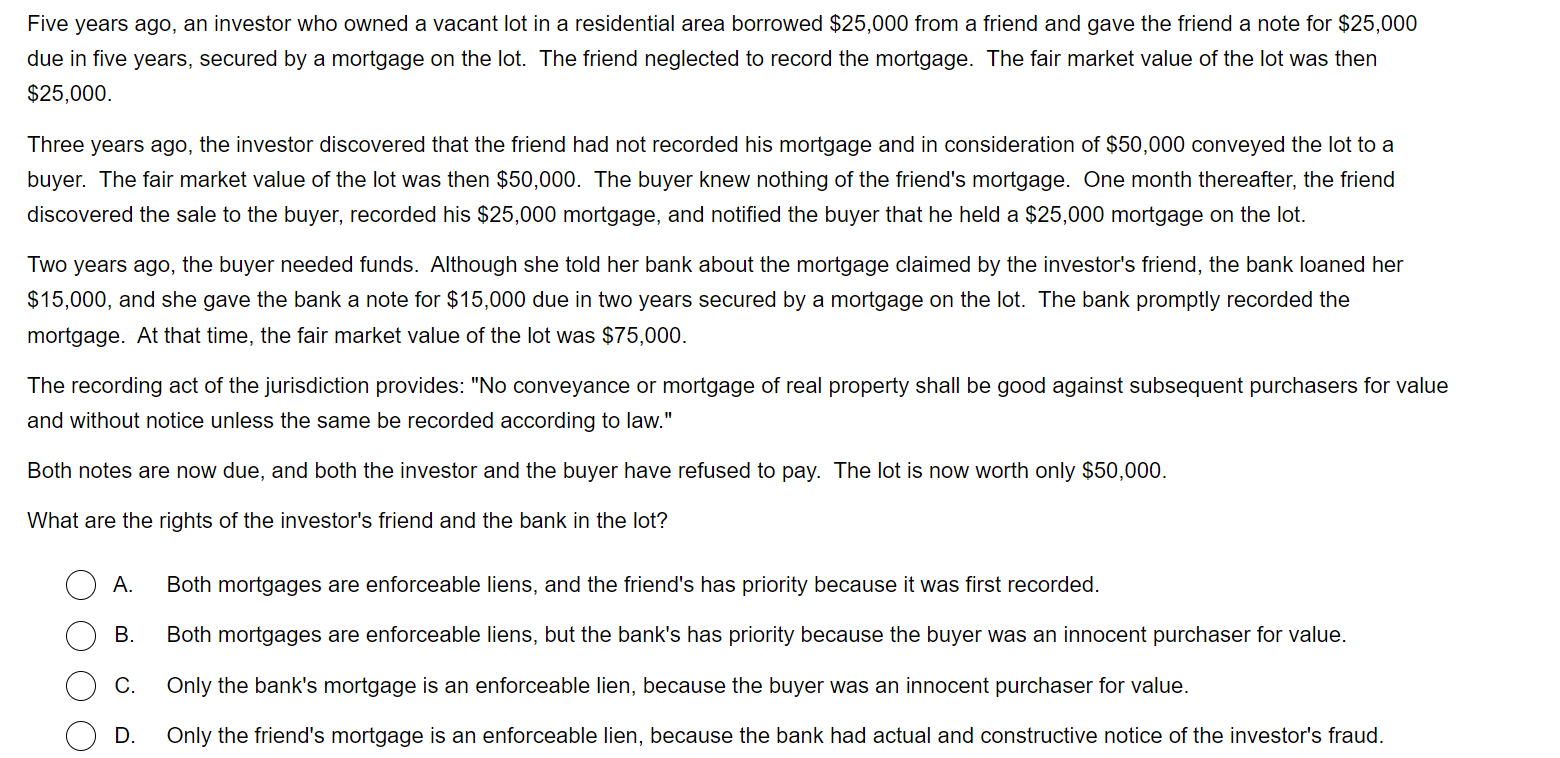 Five years ago, an investor who owned a vacant lot in a residential area borrowed $25,000 from a friend and gave the friend a note for $25,000
due in five years, secured by a mortgage on the lot.  The friend neglected to record the mortgage.  The fair market value of the lot was then
$25,000.
Three years ago, the investor discovered that the friend had not recorded his mortgage and in consideration of $50,000 conveyed the lot to a
buyer.  The fair market value of the lot was then $50,000.  The buyer knew nothing of the friend's mortgage.  One month thereafter, the friend
discovered the sale to the buyer, recorded his $25,000 mortgage, and notified the buyer that he held a $25,000 mortgage on the lot.
Two years ago, the buyer needed funds.  Although she told her bank about the mortgage claimed by the investor's friend, the bank loaned her
$15,000, and she gave the bank a note for $15,000 due in two years secured by a mortgage on the lot.  The bank promptly recorded the
mortgage.  At that time, the fair market value of the lot was $75,000.
The recording act of the jurisdiction provides: "No conveyance or mortgage of real property shall be good against subsequent purchasers for value
and without notice unless the same be recorded according to law."
Both notes are now due, and both the investor and the buyer have refused to pay.  The lot is now worth only $50,000.
What are the rights of the investor's friend and the bank in the lot?
A. Both mortgages are enforceable liens, and the friend's has priority because it was first recorded.
B. Both mortgages are enforceable liens, but the bank's has priority because the buyer was an innocent purchaser for value.
C. Only the bank's mortgage is an enforceable lien, because the buyer was an innocent purchaser for value.
D. Only the friend's mortgage is an enforceable lien, because the bank had actual and constructive notice of the investor's fraud.